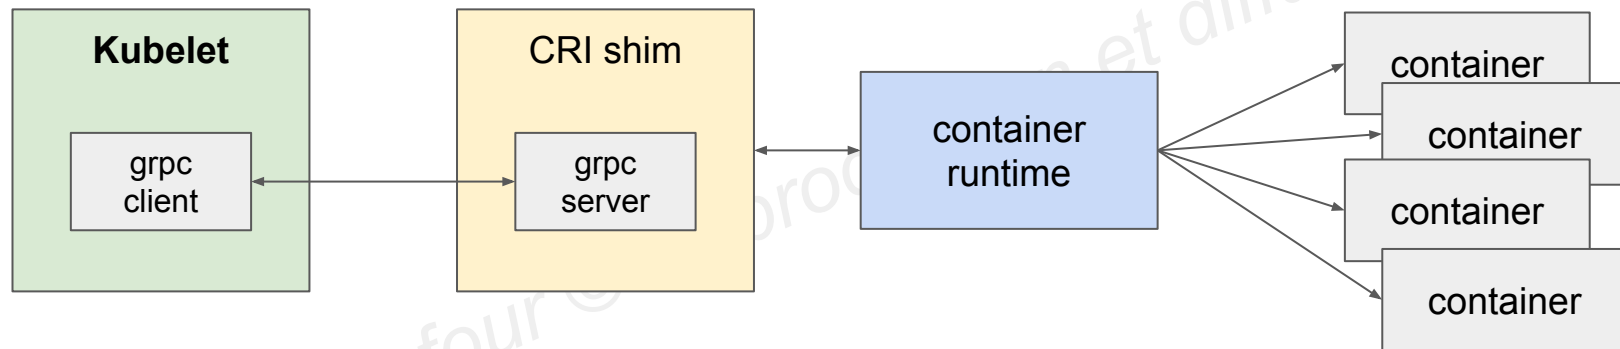 Kubelet
grpc
client
CRI shim
grpc
server
container
runtime
container
container
container
container